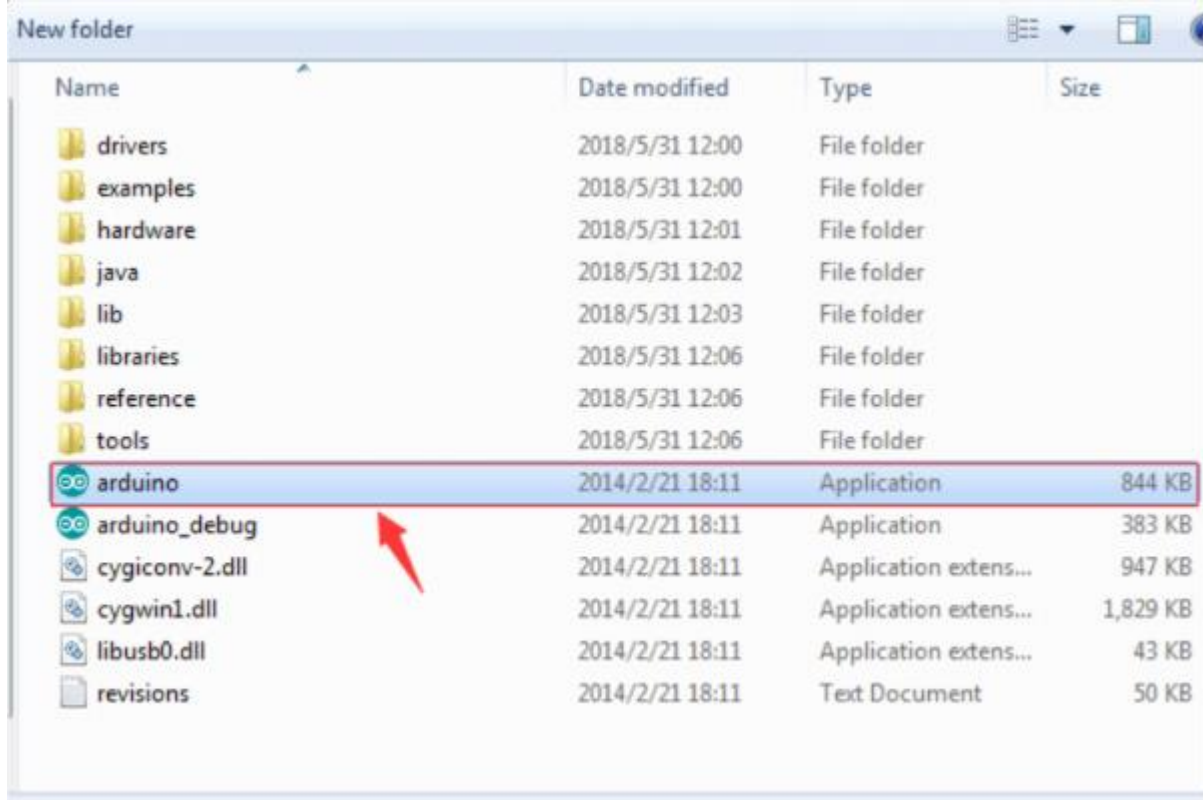 New folder
Name Date modified Type Size
drivers 2018/5/31 12:00 File folder
examples 2018/5/31 12:00 File folder
hardware 2018/5/31 12:01 File folder
java 2018/5/31 12:02 File folder
lib 2018/5/31 12:03 File folder
libraries 2018/5/31 12:06 File folder
reference 2018/5/31 12:06 File folder
tools 2018/5/31 12:06 File folder
arduino 2014/2/21 18:11 Application 844 KB
arduino_debug 2014/2/21 18:11 Application 383 KB
cygiconv-2.dll 2014/2/21 18:11 Application extens... 947 KB
cygwin1.dll 2014/2/21 18:11 Application extens... 1,829 KB
libusb0.dll 2014/2/21 18:11 Application extens... 43 KB
revisions 2014/2/21 18:11 Text Document 50 KB